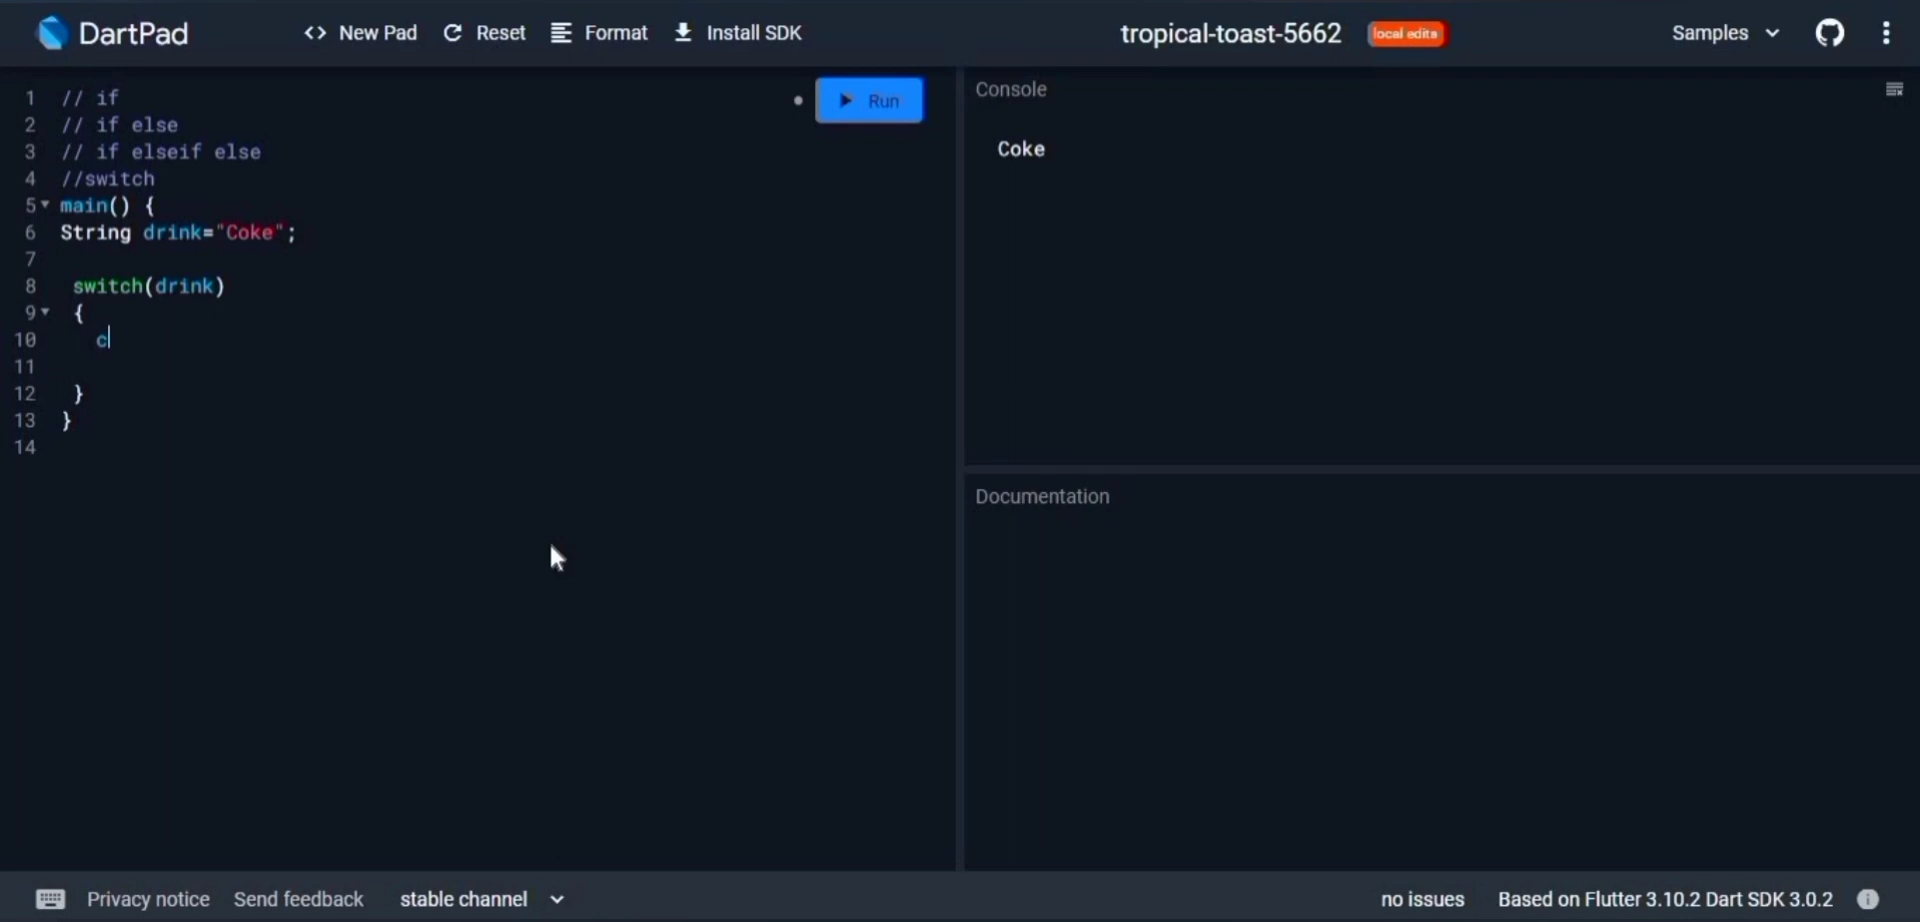 DartPad
<> New Pad
Reset
Format
Install SDK
tropical-toast-5662
local edits
Samples
1 // if
2 // if else
3 // if elseif else
4 //switch
5 main() {
6 String drink="Coke";
7
8 switch(drink)
9 {
10 c
11
12 }
13 }
14
Run
Console
Coke
Documentation
Privacy notice
Send feedback
stable channel
no issues
Based on Flutter 3.10.2 Dart SDK 3.0.2